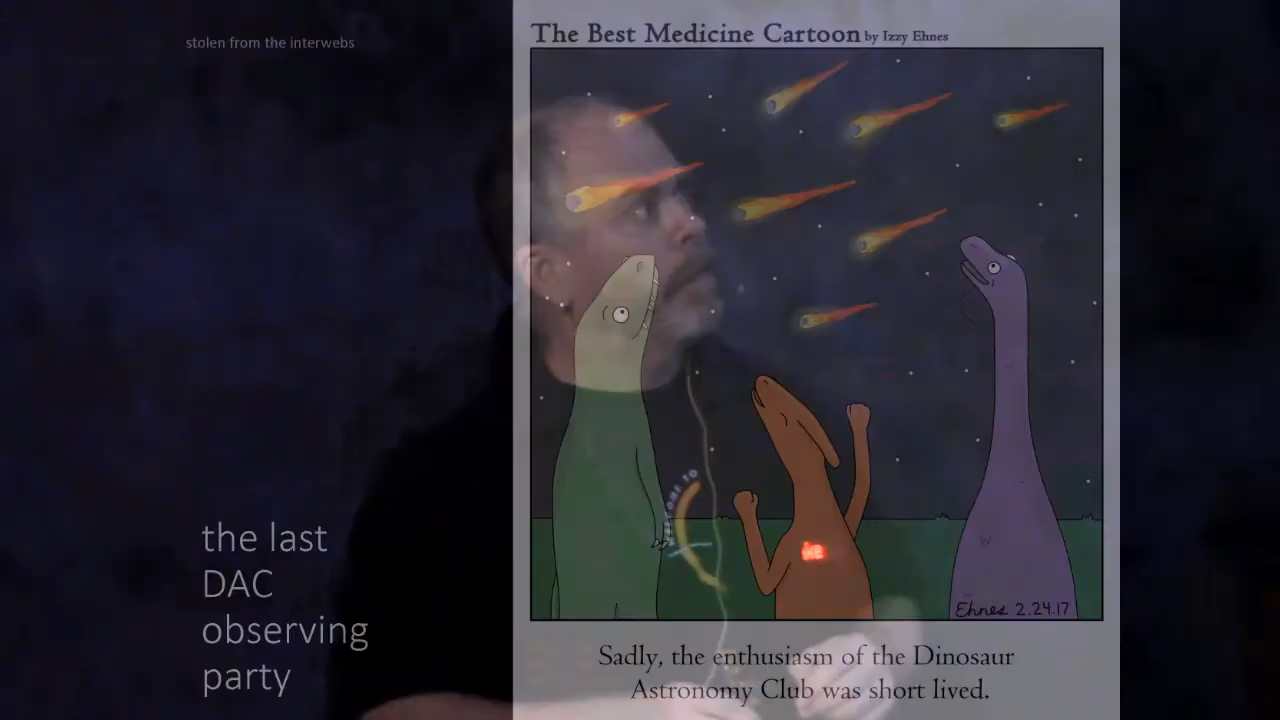 stolen from the interwebs
The Best Medicine Cartoon by Izzy Ehnes
the last
DAC
observing
party
Ehnes 2.24.17
Sadly, the enthusiasm of the Dinosaur
Astronomy Club was short lived.